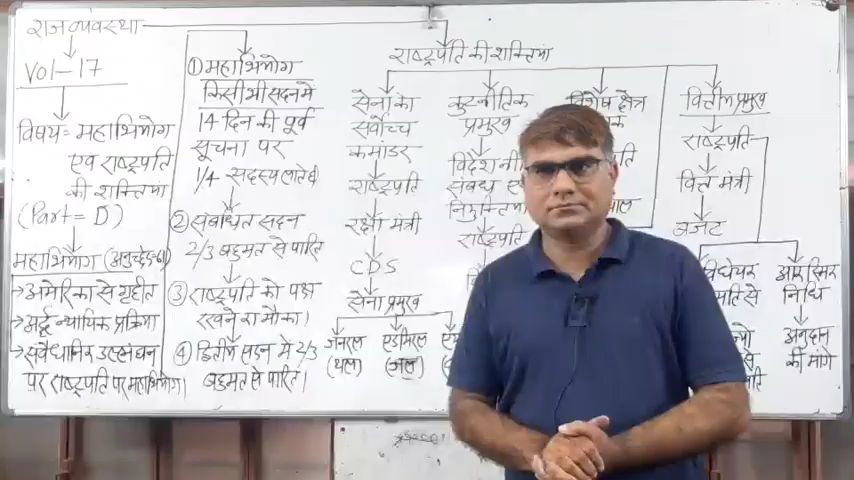 राजव्यवस्था
Vol-17
विषय= महाभियोग
एवं राष्ट्रपति
की शक्तियां
(Part = D)
महाभियोग (अनुच्छेद=61)
→ अमेरिका से गृहीत
→ अर्द्ध न्यायिक प्रक्रिया
→ संवैधानिक उल्लंघन
पर राष्ट्रपति पर महाभियोग।
① महाभियोग
किसी भी सदन में
14 दिन की पूर्व
सूचना पर
1/4 सदस्य लाते हैं
② संबंधित सदन
2/3 बहुमत से पारित
③ राष्ट्रपति को पक्ष
रखने का मौका।
④ द्वितीय सदन में 2/3
बहुमत से पारित।
राष्ट्रपति की शक्तियां
सेना का
सर्वोच्च
कमांडर
राष्ट्रपति
रक्षा मंत्री
CDS
सेना प्रमुख
जनरल
(थल)
एडमिरल
(जल)
कूटनीतिक
प्रमुख
राष्ट्रपति
विशेष क्षेत्र
वित्तीय प्रमुख
राष्ट्रपति
वित्त मंत्री
बजट
आकस्मिक
निधि
अनुदान
की मांगे